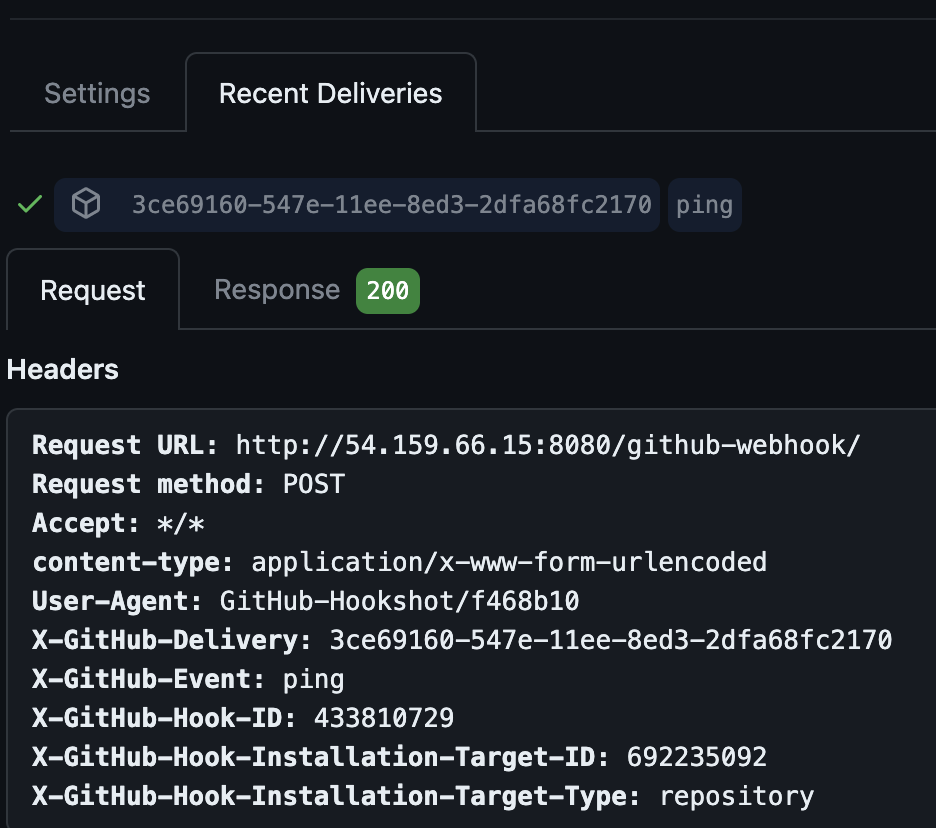 Settings Recent Deliveries
3ce69160-547e-11ee-8ed3-2dfa68fc2170 ping
Request Response 200
Headers
Request URL: http://54.159.66.15:8080/github-webhook/
Request method: POST
Accept: */*
content-type: application/x-www-form-urlencoded
User-Agent: GitHub-Hookshot/f468b10
X-GitHub-Delivery: 3ce69160-547e-11ee-8ed3-2dfa68fc2170
X-GitHub-Event: ping
X-GitHub-Hook-ID: 433810729
X-GitHub-Hook-Installation-Target-ID: 692235092
X-GitHub-Hook-Installation-Target-Type: repository